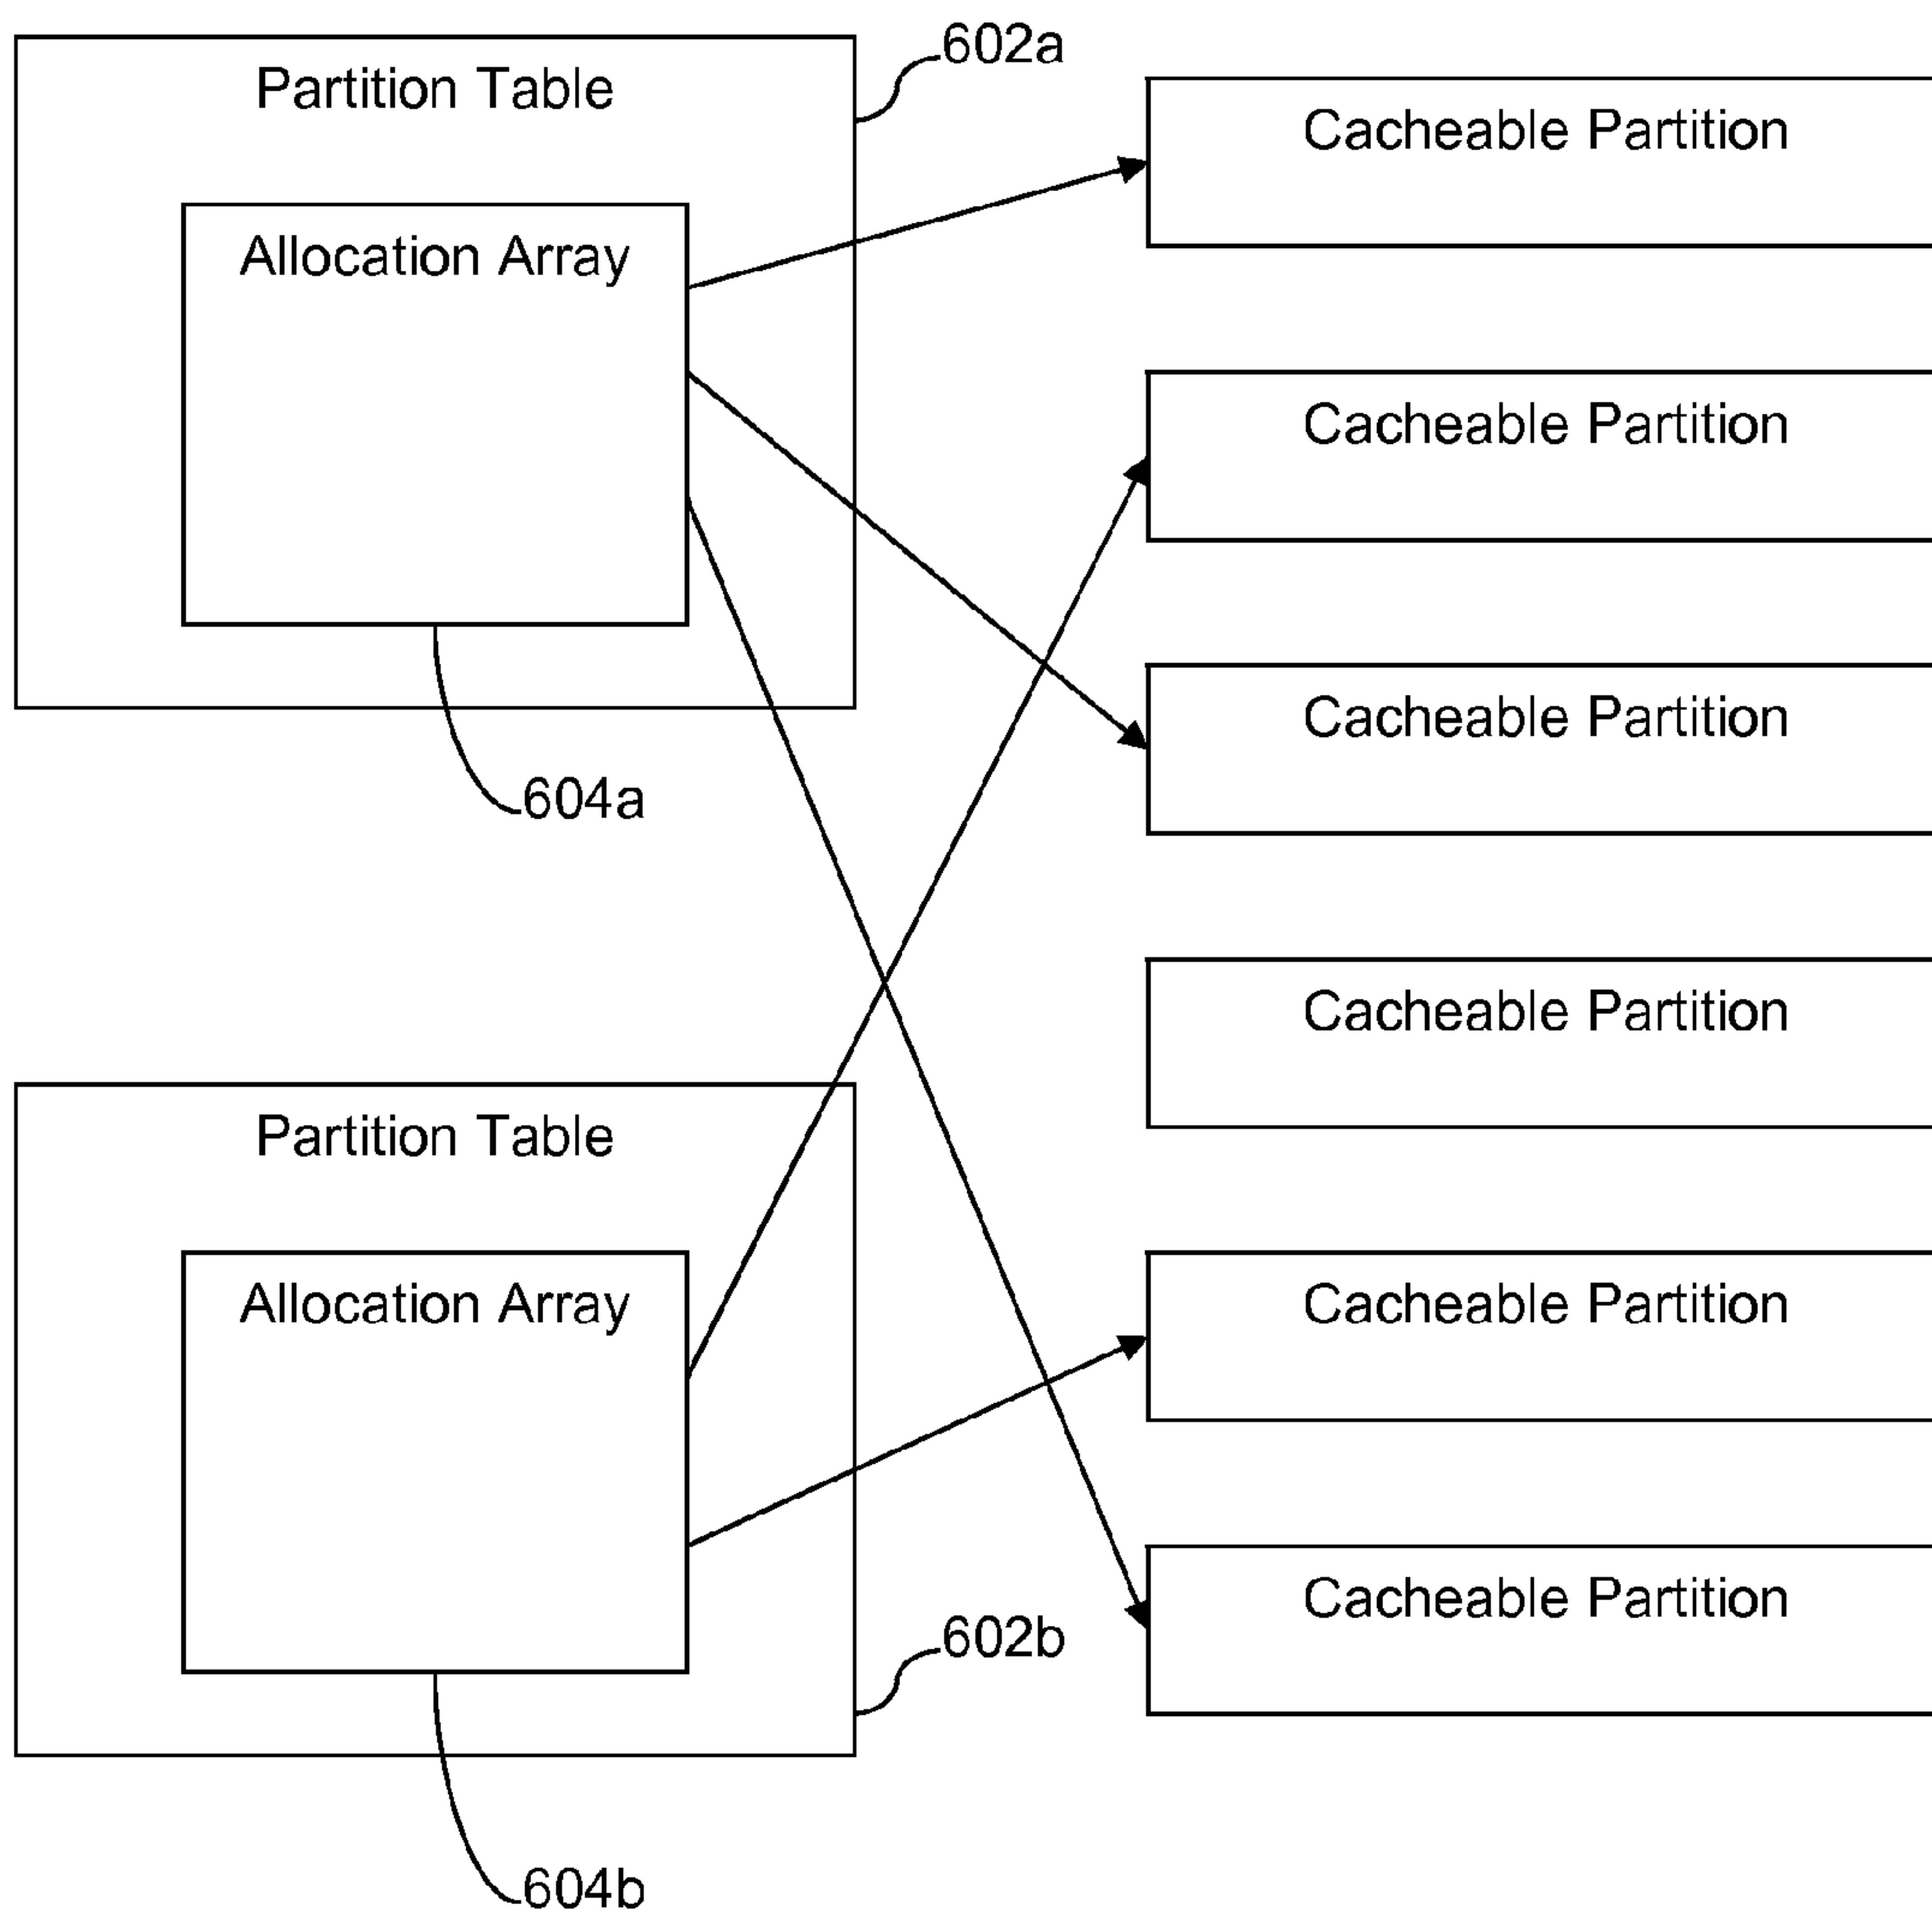 602a
Partition Table
Cacheable Partition
Allocation Array
Cacheable Partition
Cacheable Partition
604a
Cacheable Partition
Partition Table
Allocation Array
Cacheable Partition
Cacheable Partition
602b
604b